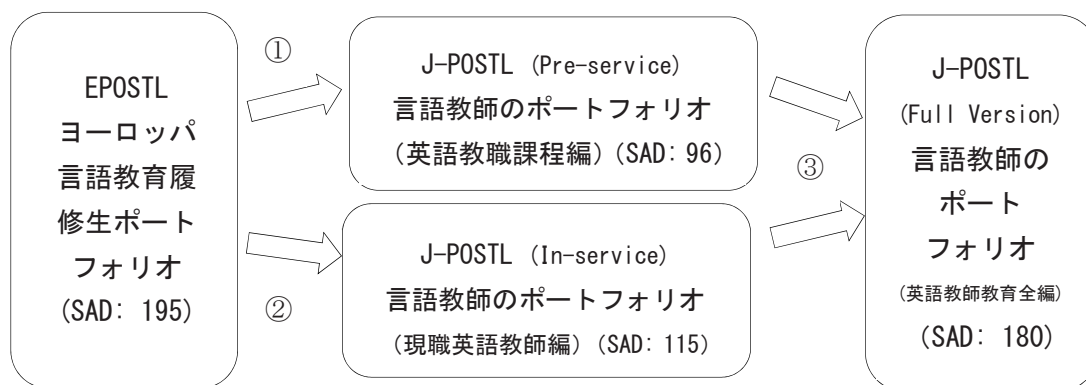 EPOSTL
ヨーロッパ
言語教育履
修生ポート
フォリオ
(SAD: 195)
①
②
J-POSTL (Pre-service)
言語教師のポートフォリオ
(英語教職課程編) (SAD: 96)
J-POSTL (In-service)
言語教師のポートフォリオ
(現職英語教師編) (SAD: 115)
③
J-POSTL
(Full Version)
言語教師の
ポート
フォリオ
(英語教師教育全編)
(SAD: 180)